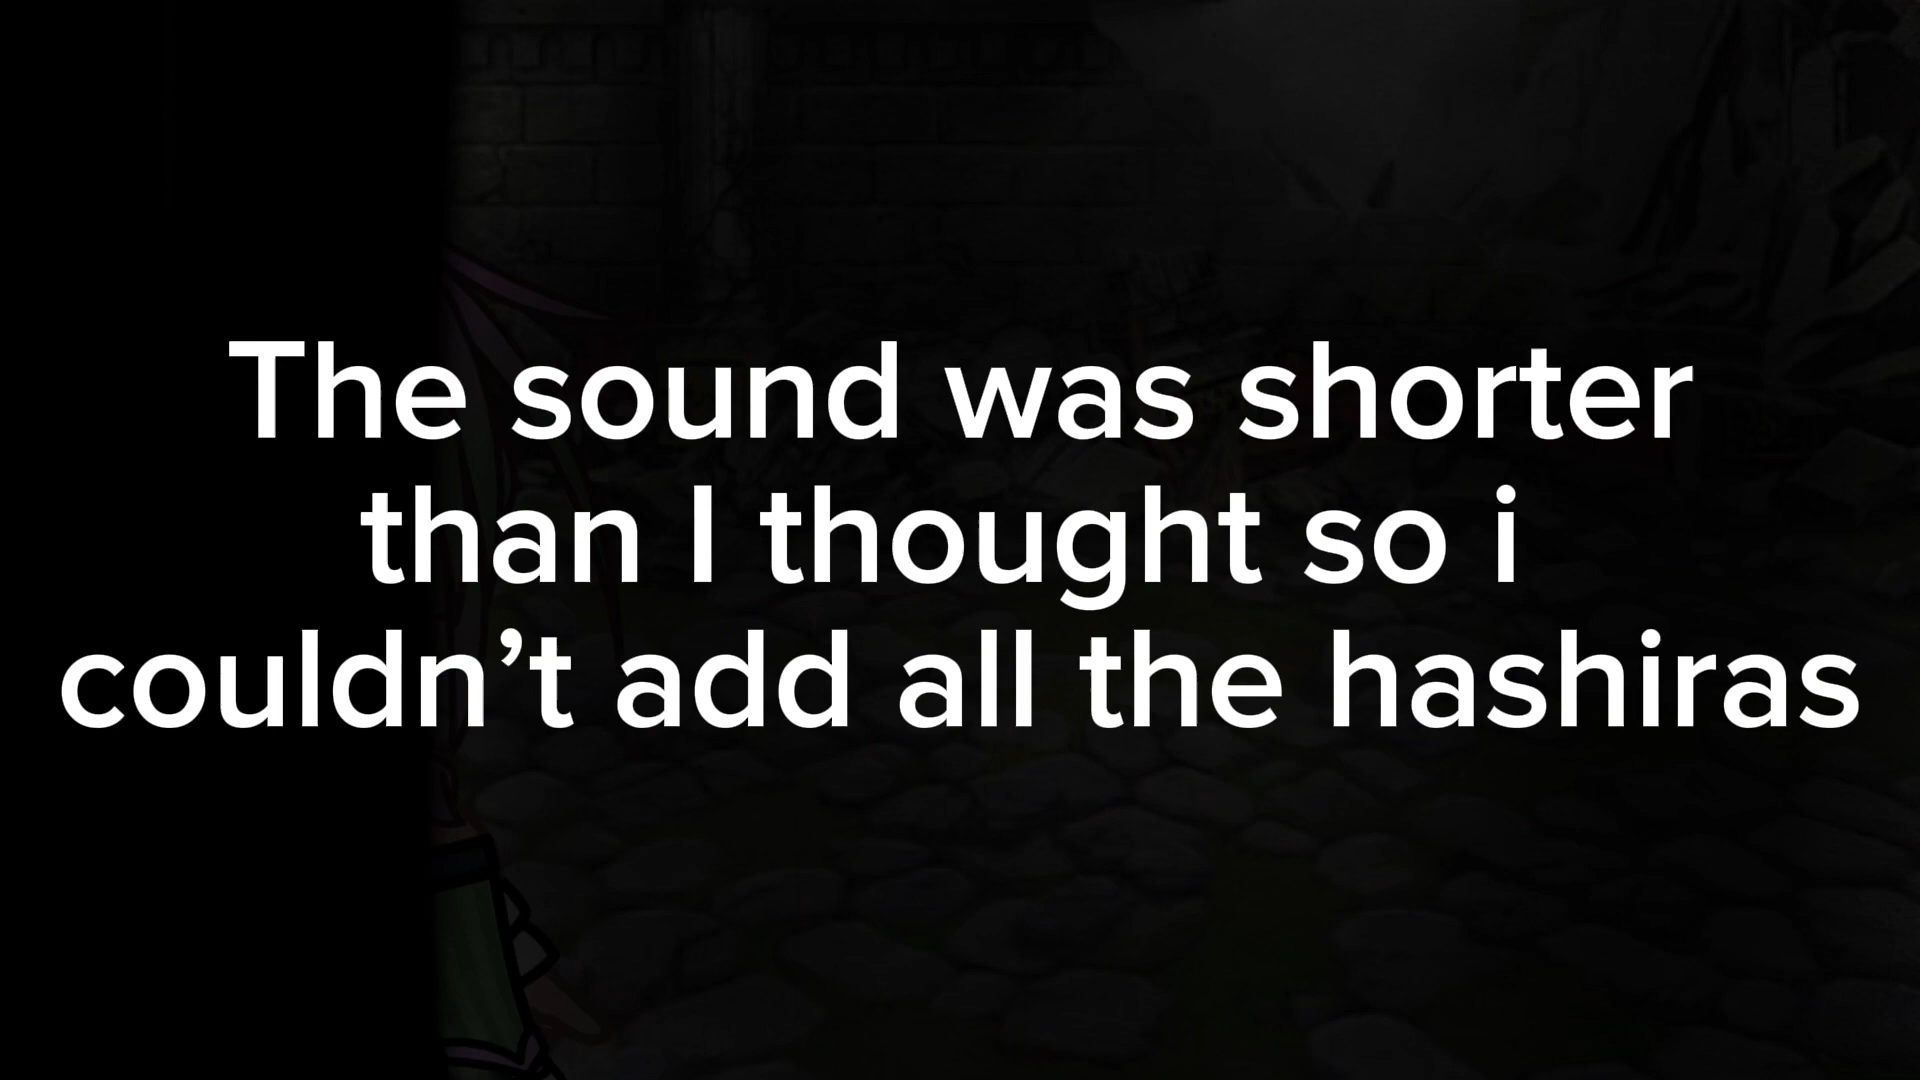 The sound was shorter
than I thought so i
couldn’t add all the hashiras